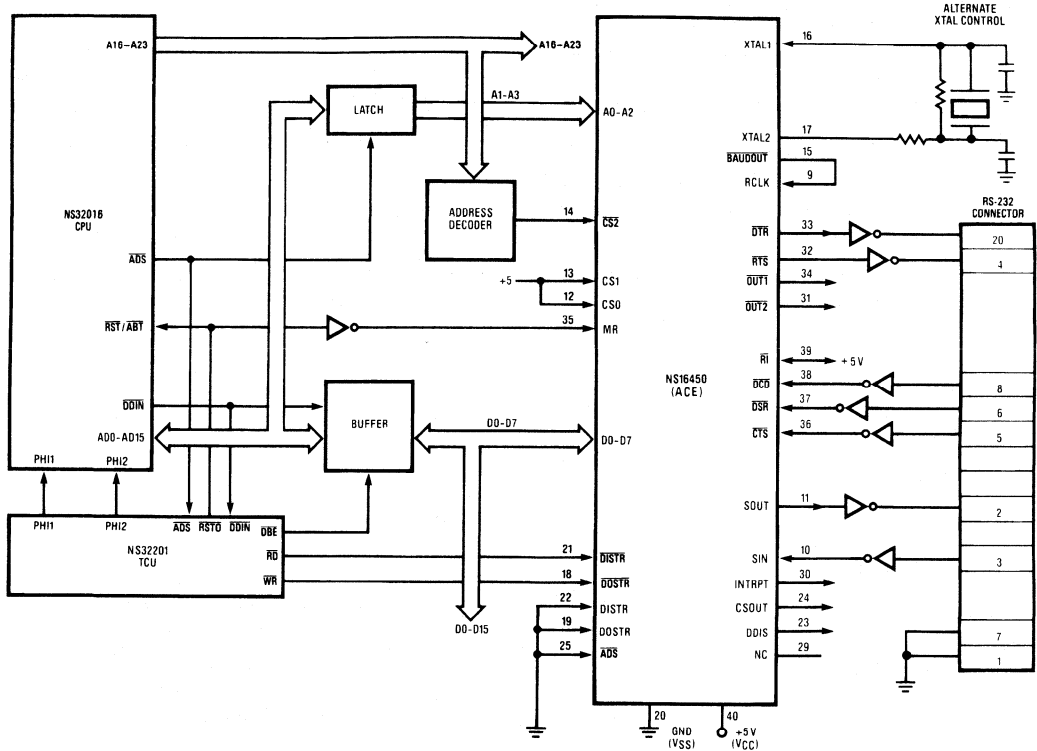 ALTERNATE
XTAL CONTROL
A16-A23
A16-A23
XTAL1
16
LATCH
A1-A3
A0-A2
XTAL2
17
BAUDOUT
15
RCLK
9
NS32016
CPU
ADDRESS
DECODER
14
CS2
RS-232
CONNECTOR
DTR
33
20
RTS
32
4
ADS
+5
13
CS1
OUT1
34
12
CS0
OUT2
31
RST/ABT
35
MR
RI
39
+5V
NS16450
(ACE)
DCD
38
8
DSR
37
6
CTS
36
5
DDIN
BUFFER
AD0-AD15
D0-D7
D0-D7
PHI1
PHI2
PHI1
PHI2
ADS
RSTO
DDIN
DBE
NS32201
TCU
RD
WR
SOUT
11
2
21
DISTR
SIN
10
3
18
DOSTR
INTRPT
30
22
DISTR
CSOUT
24
D0-D15
19
DOSTR
DDIS
23
7
25
ADS
NC
29
1
20
GND
(VSS)
40
+5V
(VCC)